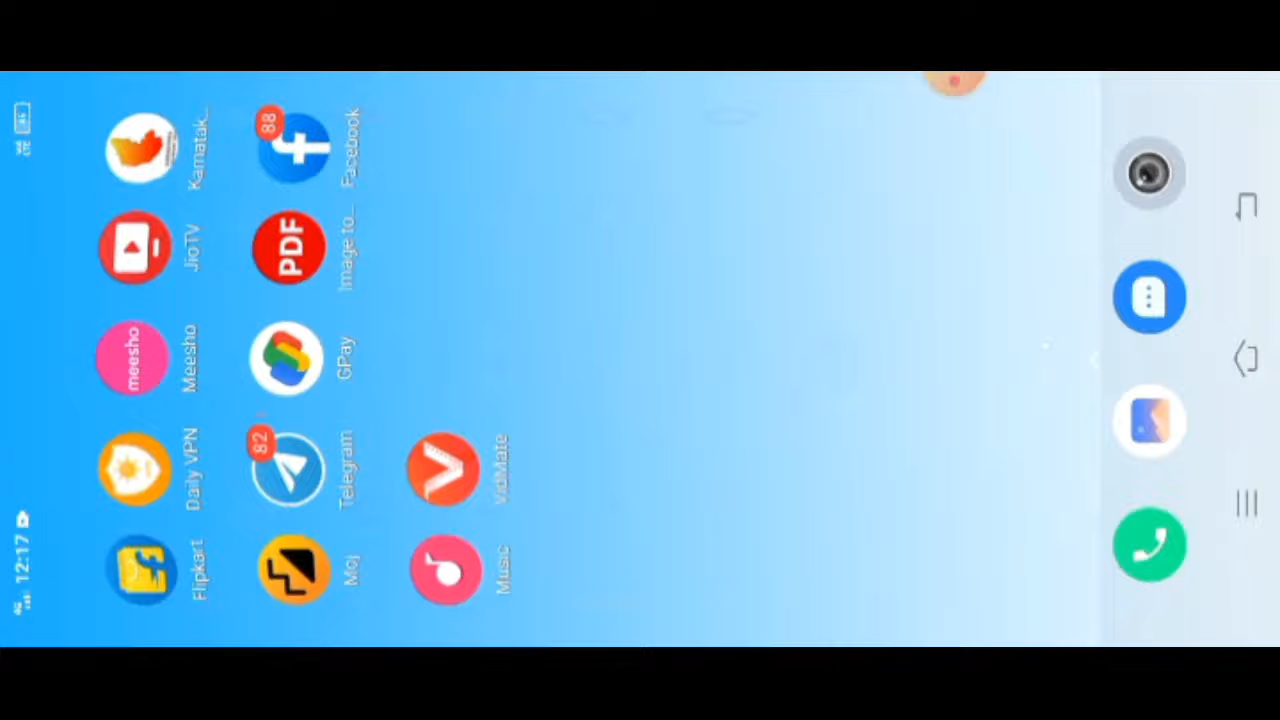 12:17
Flipkart
Daily VPN
meesho
Meesho
JioTV
Karnatak...
Moj
82
Telegram
GPay
PDF
Image to...
88
Facebook
Music
VidMate